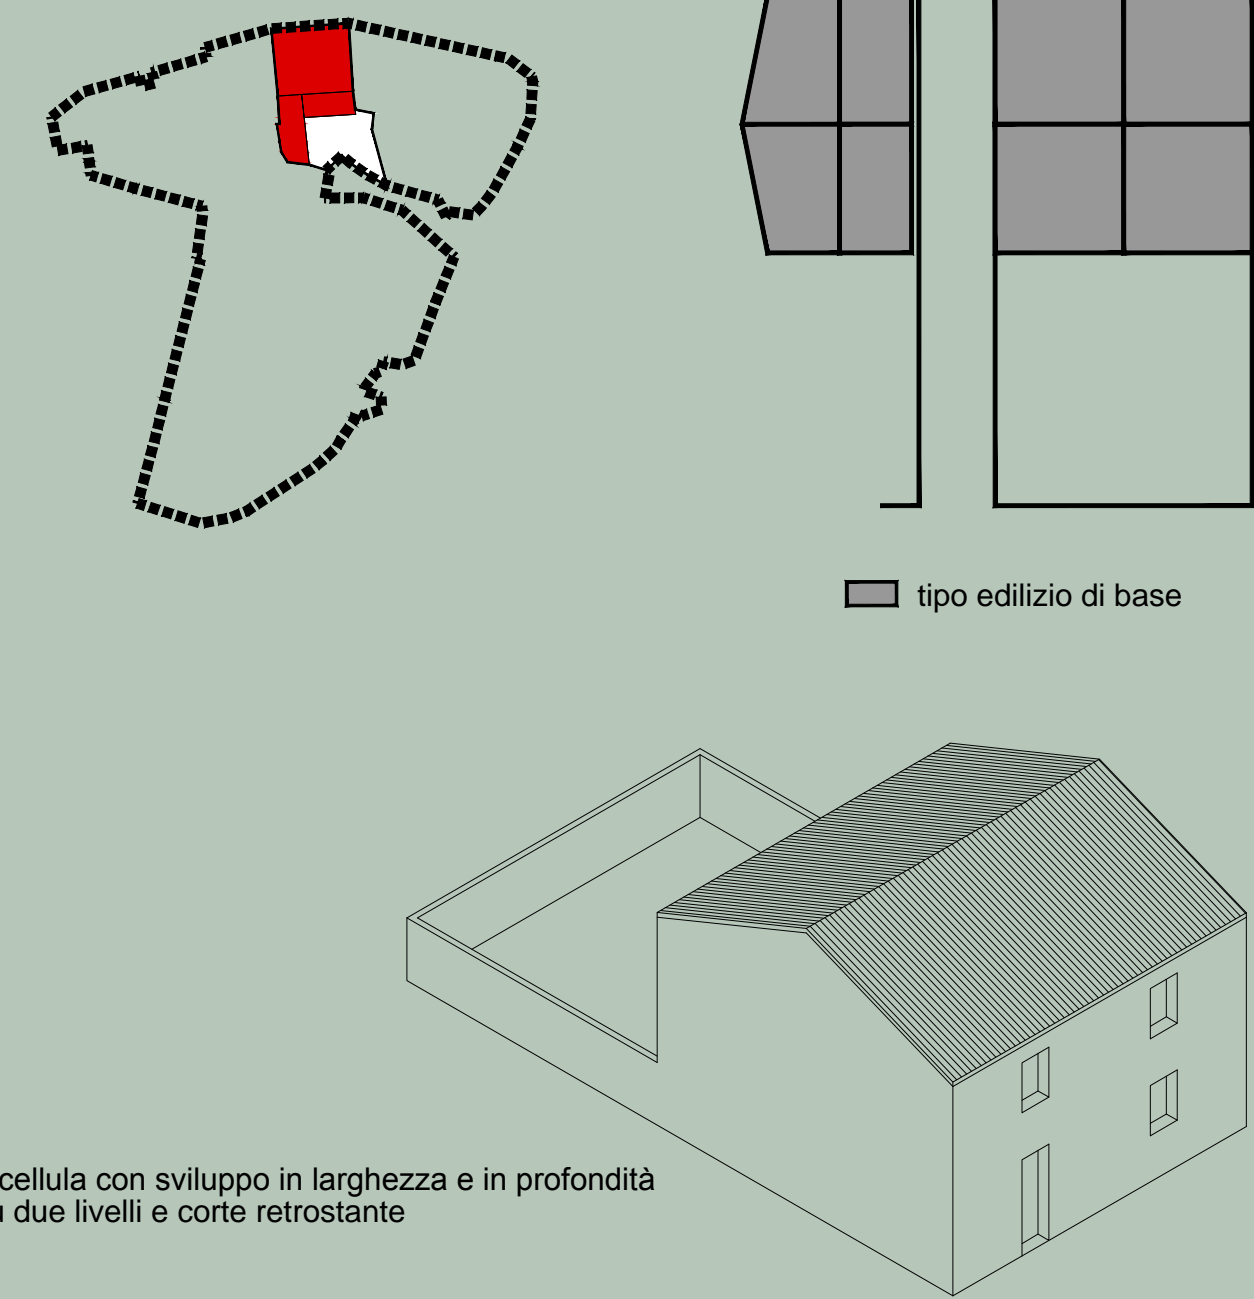 tipo edilizio di base
cellula con sviluppo in larghezza e in profondità
due livelli e corte retrostante